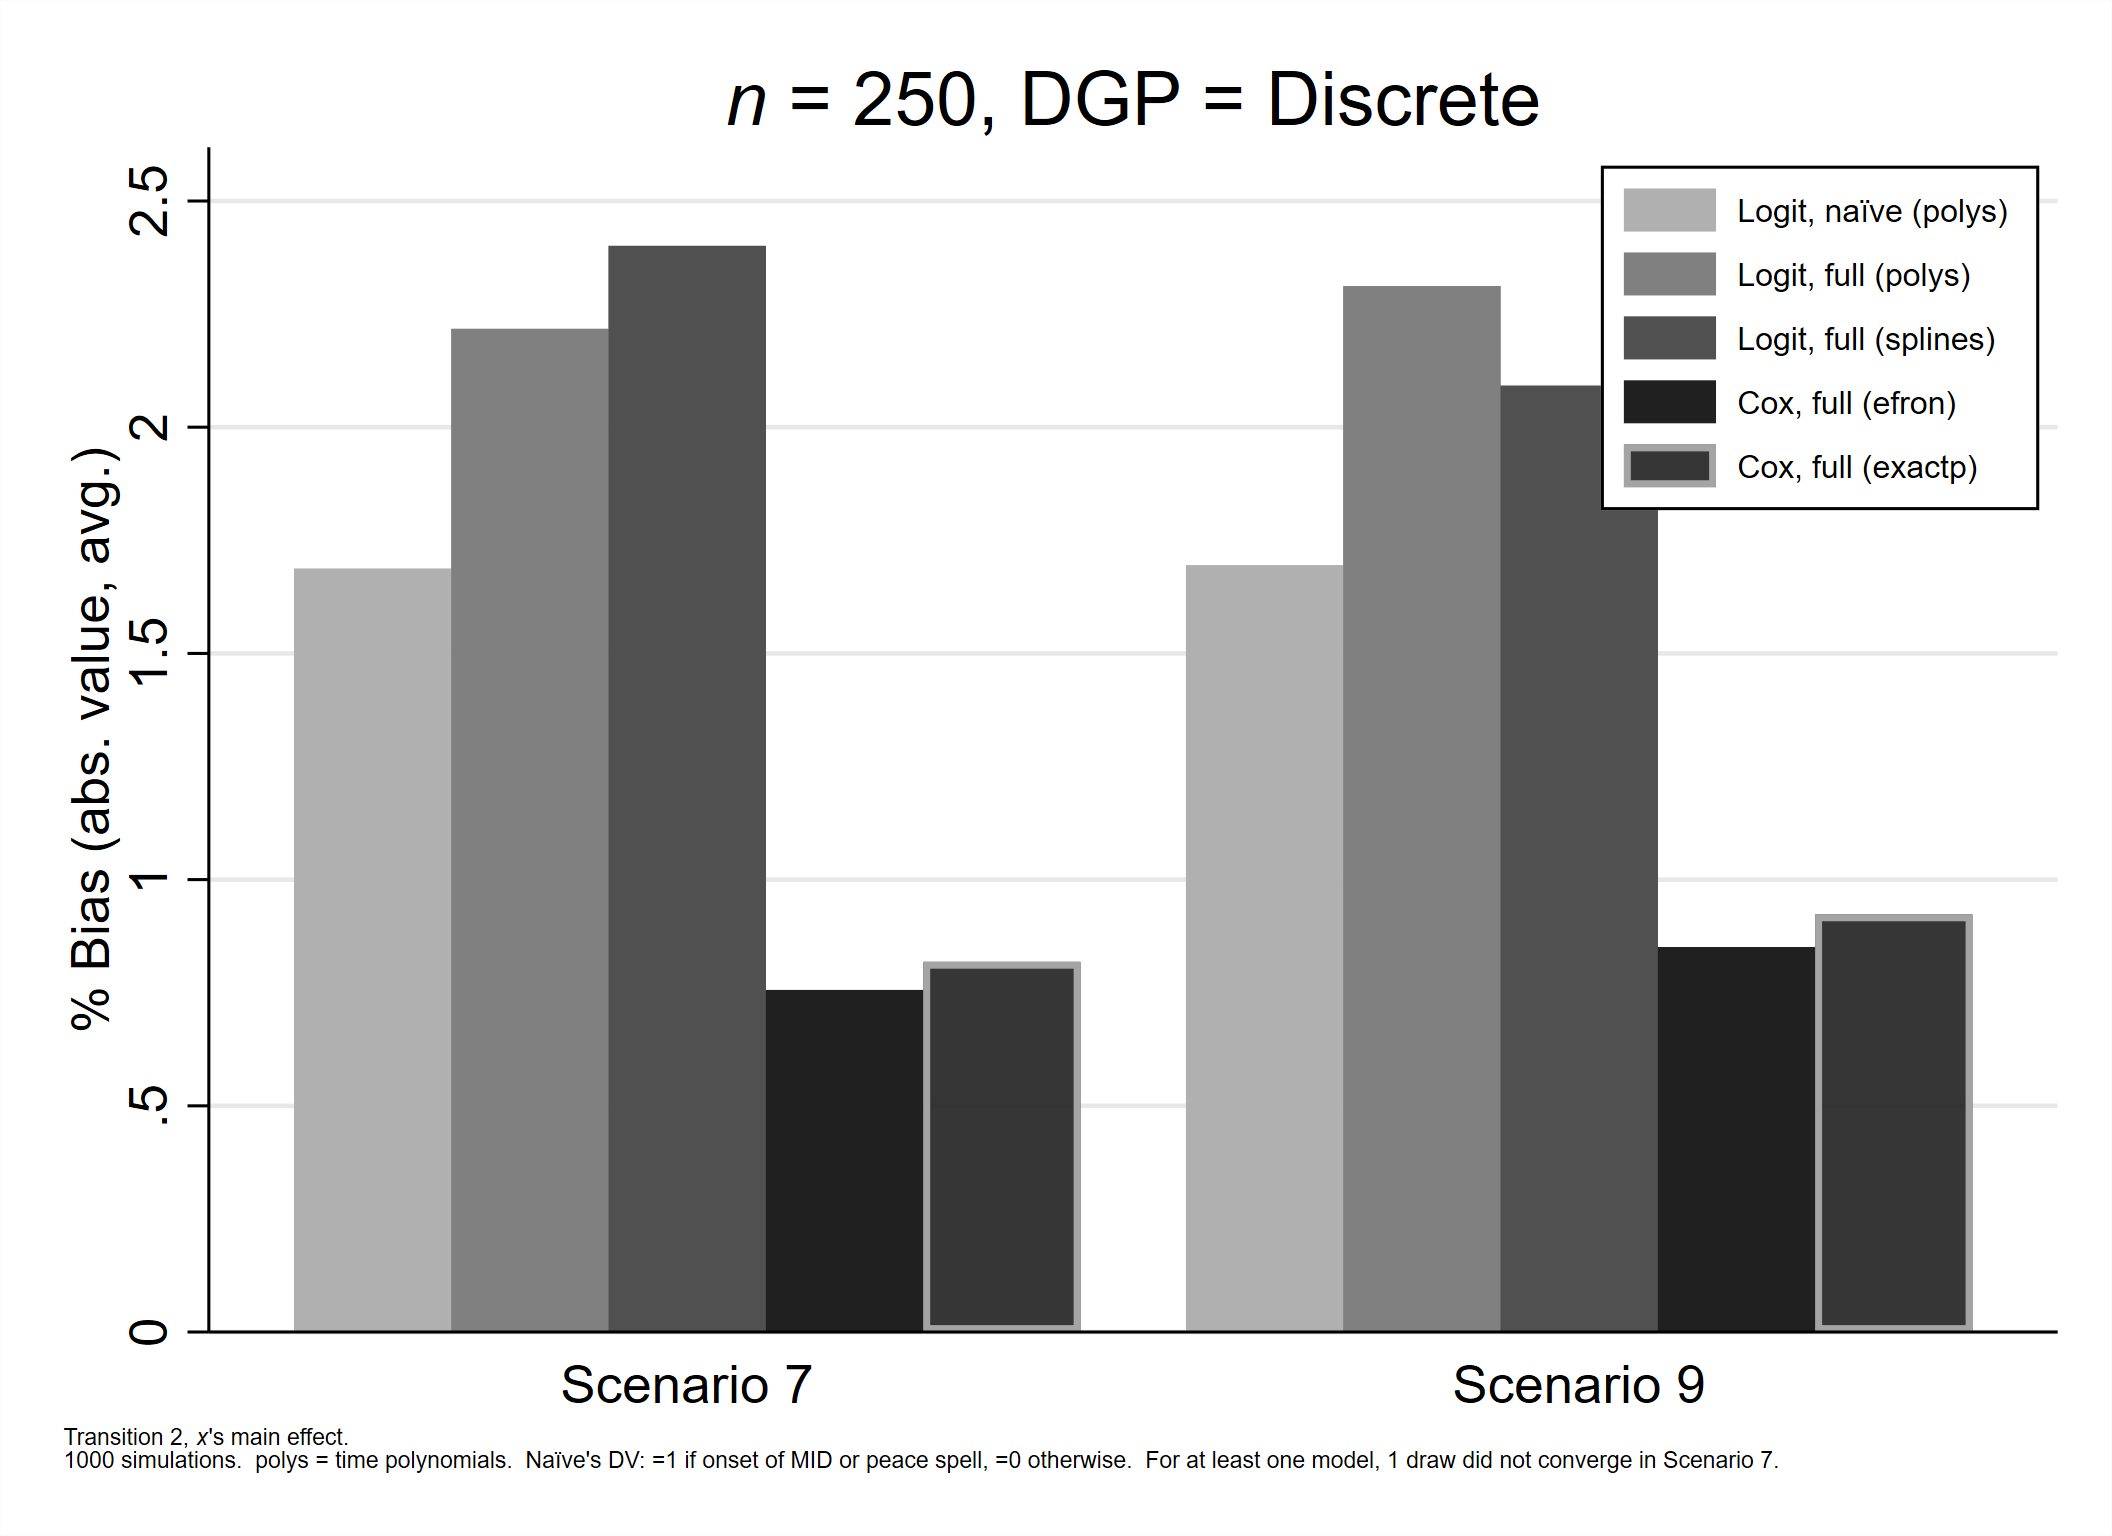 n = 250, DGP = Discrete
% Bias (abs. value, avg.)
2.5
2
1.5
1
.5
0
Logit, naïve (polys)
Logit, full (polys)
Logit, full (splines)
Cox, full (efron)
Cox, full (exactp)
Scenario 7
Scenario 9
Transition 2, x's main effect.
1000 simulations.  polys = time polynomials.  Naïve's DV: =1 if onset of MID or peace spell, =0 otherwise.  For at least one model, 1 draw did not converge in Scenario 7.